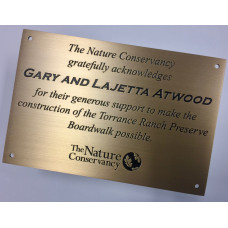 The Nature Conservancy
gratefully acknowledges
GARY AND LAJETTA ATWOOD
for their generous support to make the
construction of the Torrance Ranch Preserve
Boardwalk possible.
The Nature
Conservancy